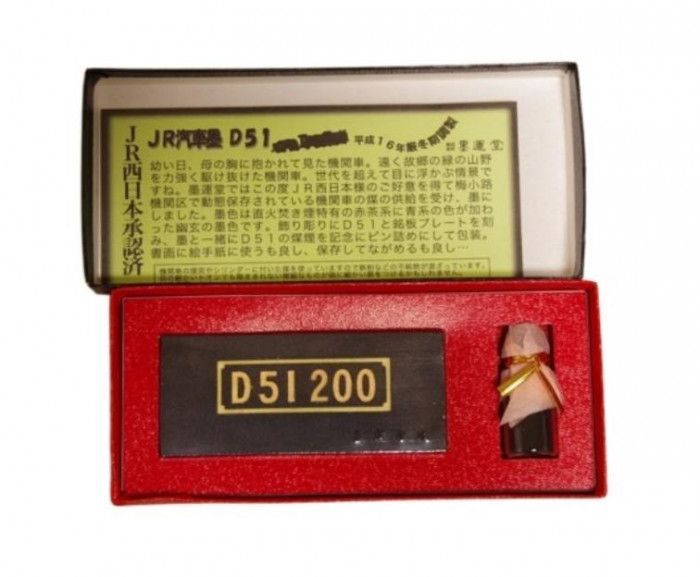 JR汽車墨 D51
平成16年厳冬期調製
㈱墨運堂
JR西日本承認済
幼い日、母の胸に抱かれて見た機関車。遠く故郷の緑の山野
を力強く駆け抜けた機関車。世代を超えて目に浮かぶ情景で
すね。墨運堂ではこの度JR西日本様のご好意を得て梅小路
機関区で動態保存されている機関車の煤の供給を受け、墨に
しました。墨色は直火焚き煙特有の赤茶系に青系の色が加わ
った幽玄の墨色です。飾り彫りにD51と銘板プレートを刻
み、墨と一緒にD51の煤煙を記念にビン詰めにして包装。
書画に絵手紙に使うも良し、保存してながめるも良し…
D51 200